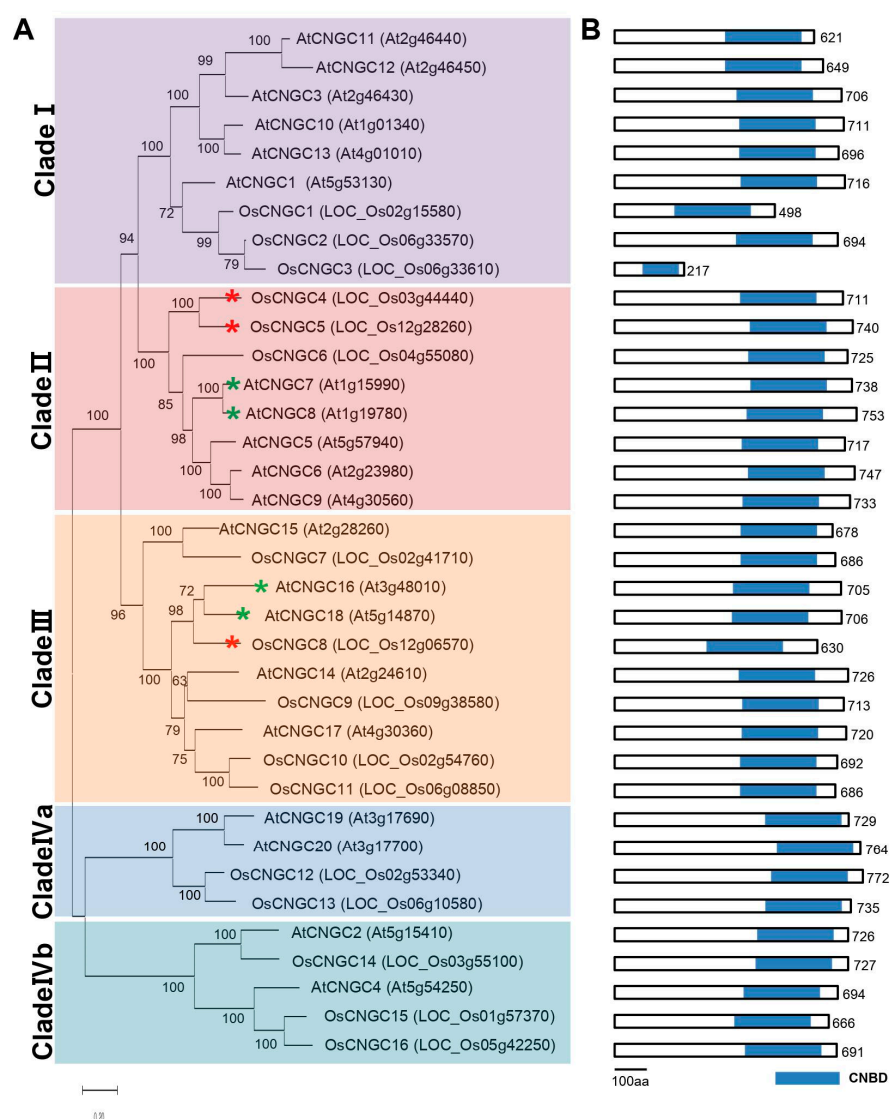 A
B
Clade I
100
AtCNGC11 (At2g46440)
621
99
AtCNGC12 (At2g46450)
649
100
AtCNGC3 (At2g46430)
706
AtCNGC10 (At1g01340)
711
100
AtCNGC13 (At4g01010)
696
AtCNGC1 (At5g53130)
716
72
OsCNGC1 (LOC_Os02g15580)
498
99
OsCNGC2 (LOC_Os06g33570)
694
94
79
OsCNGC3 (LOC_Os06g33610)
217
Clade II
100
* OsCNGC4 (LOC_Os03g44440)
711
* OsCNGC5 (LOC_Os12g28260)
740
100
OsCNGC6 (LOC_Os04g55080)
725
100
* AtCNGC7 (At1g15990)
738
85
* AtCNGC8 (At1g19780)
753
100
98
AtCNGC5 (At5g57940)
717
100
AtCNGC6 (At2g23980)
747
100
AtCNGC9 (At4g30560)
733
Clade III
100
AtCNGC15 (At2g28260)
678
OsCNGC7 (LOC_Os02g41710)
686
72
AtCNGC16 (At3g48010)
*
705
98
* AtCNGC18 (At5g14870)
706
96
* OsCNGC8 (LOC_Os12g06570)
630
100
63
AtCNGC14 (At2g24610)
726
OsCNGC9 (LOC_Os09g38580)
713
79
AtCNGC17 (At4g30360)
720
75
OsCNGC10 (LOC_Os02g54760)
692
100
OsCNGC11 (LOC_Os06g08850)
686
CladeIVa
100
AtCNGC19 (At3g17690)
729
100
AtCNGC20 (At3g17700)
764
OsCNGC12 (LOC_Os02g53340)
772
100
OsCNGC13 (LOC_Os06g10580)
735
CladeIVb
100
AtCNGC2 (At5g15410)
726
OsCNGC14 (LOC_Os03g55100)
727
100
AtCNGC4 (At5g54250)
694
100
OsCNGC15 (LOC_Os01g57370)
666
100
OsCNGC16 (LOC_Os05g42250)
691
100aa
CNBD
0.20